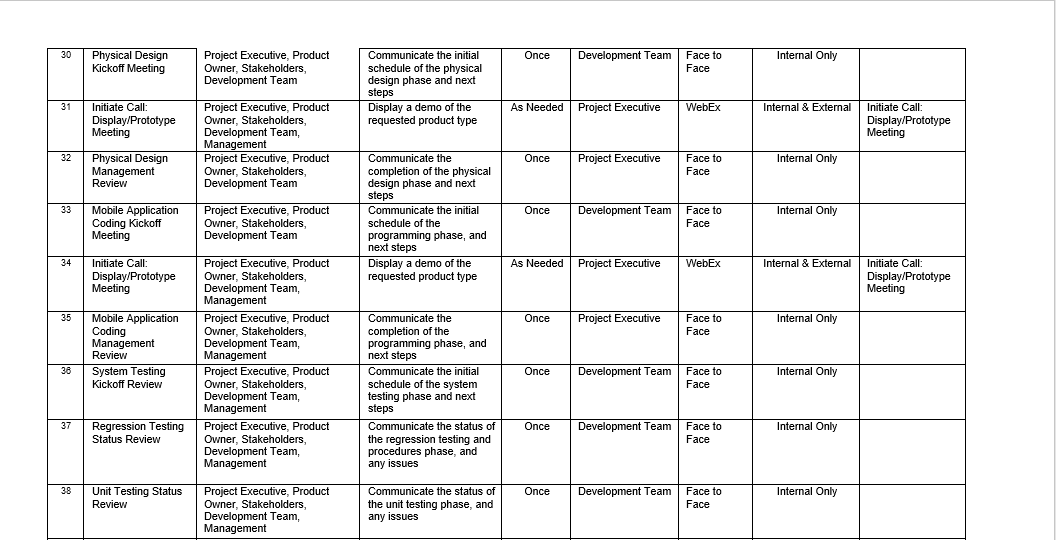 30 Physical Design Kickoff Meeting Project Executive, Product Owner, Stakeholders, Development Team Communicate the initial schedule of the physical design phase and next steps Once Development Team Face to Face Internal Only
31 Initiate Call: Display/Prototype Meeting Project Executive, Product Owner, Stakeholders, Development Team, Management Display a demo of the requested product type As Needed Project Executive WebEx Internal & External Initiate Call: Display/Prototype Meeting
32 Physical Design Management Review Project Executive, Product Owner, Stakeholders, Development Team Communicate the completion of the physical design phase and next steps Once Project Executive Face to Face Internal Only
33 Mobile Application Coding Kickoff Meeting Project Executive, Product Owner, Stakeholders, Development Team Communicate the initial schedule of the programming phase, and next steps Once Development Team Face to Face Internal Only
34 Initiate Call: Display/Prototype Meeting Project Executive, Product Owner, Stakeholders, Development Team, Management Display a demo of the requested product type As Needed Project Executive WebEx Internal & External Initiate Call: Display/Prototype Meeting
35 Mobile Application Coding Management Review Project Executive, Product Owner, Stakeholders, Development Team, Management Communicate the completion of the programming phase, and next steps Once Project Executive Face to Face Internal Only
36 System Testing Kickoff Review Project Executive, Product Owner, Stakeholders, Development Team, Management Communicate the initial schedule of the system testing phase and next steps Once Development Team Face to Face Internal Only
37 Regression Testing Status Review Project Executive, Product Owner, Stakeholders, Development Team, Management Communicate the status of the regression testing and procedures phase, and any issues Once Development Team Face to Face Internal Only
38 Unit Testing Status Review Project Executive, Product Owner, Stakeholders, Development Team, Management Communicate the status of the unit testing phase, and any issues Once Development Team Face to Face Internal Only